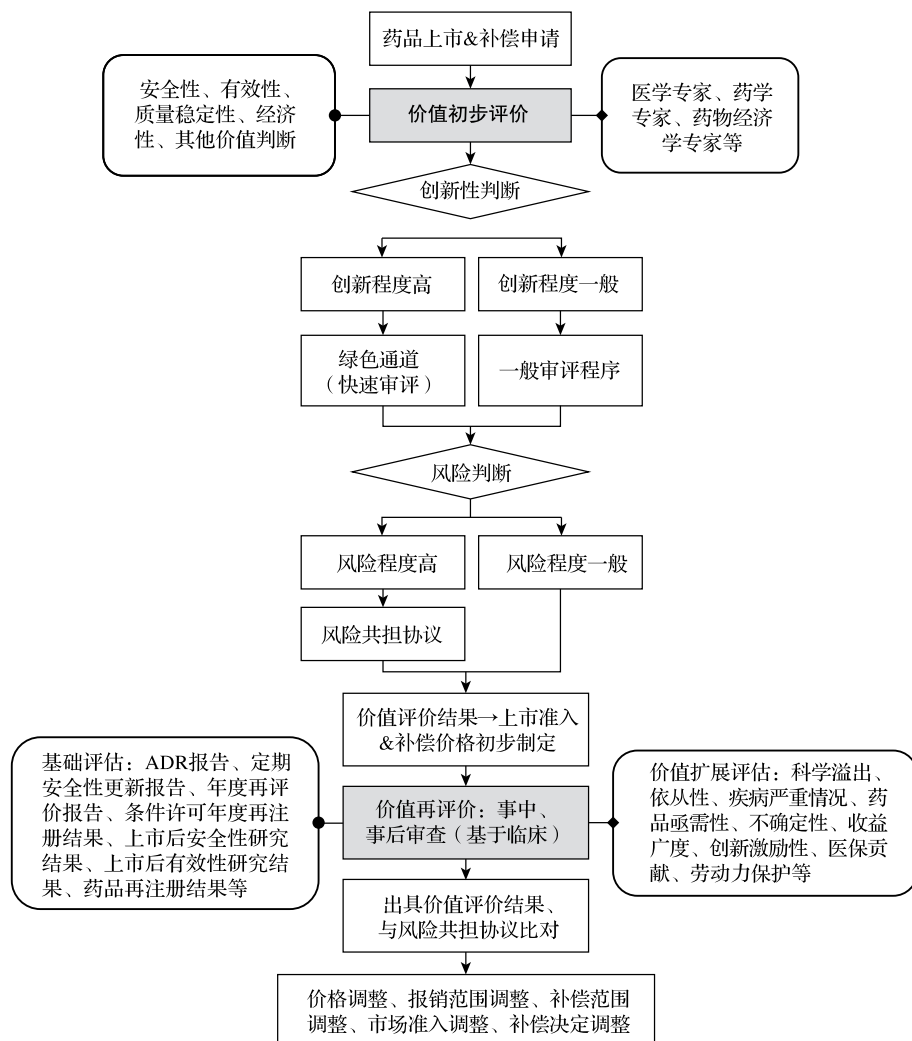 药品上市&补偿申请
安全性、有效性、
质量稳定性、经济
性、其他价值判断
价值初步评价
医学专家、药学
专家、药物经济
学专家等
创新性判断
创新程度高
创新程度一般
绿色通道
（快速审评）
一般审评程序
风险判断
风险程度高
风险程度一般
风险共担协议
价值评价结果→上市准入
&补偿价格初步制定
基础评估：ADR报告、定期
安全性更新报告、年度再评
价报告、条件许可年度再注
册结果、上市后安全性研究
结果、上市后有效性研究结
果、药品再注册结果等
价值再评价：事中、
事后审查（基于临床）
价值扩展评估：科学溢出、
依从性、疾病严重情况、药
品亟需性、不确定性、收益
广度、创新激励性、医保贡
献、劳动力保护等
出具价值评价结果、
与风险共担协议比对
价格调整、报销范围调整、补偿范围
调整、市场准入调整、补偿决定调整